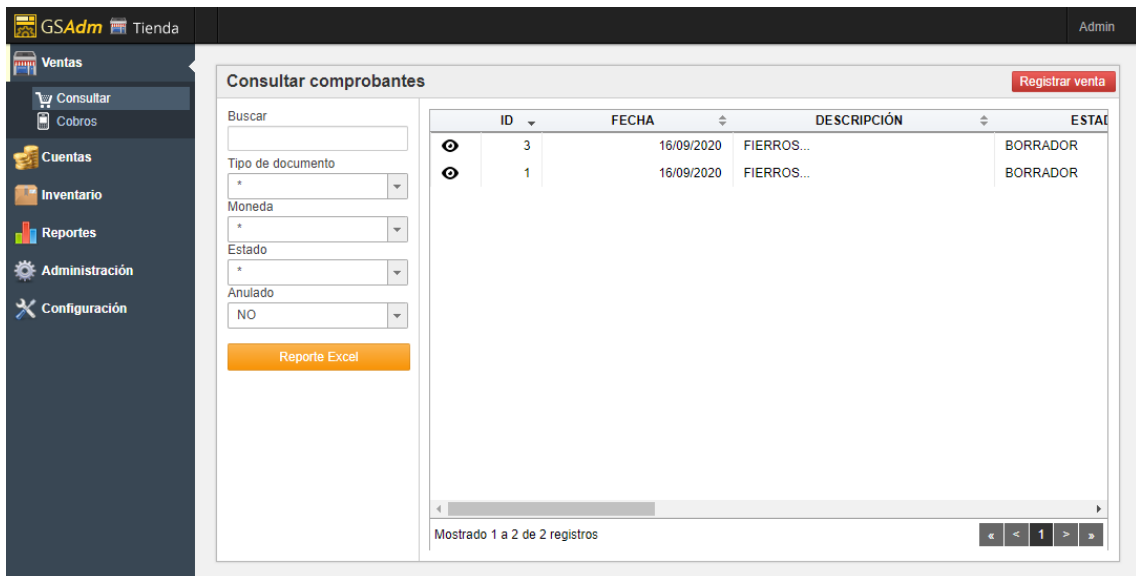 GSAdm Tienda
Admin
Ventas
Consultar
Cobros
Cuentas
Inventario
Reportes
Administración
Configuración
Consultar comprobantes
Registrar venta
Buscar
Tipo de documento
*
Moneda
*
Estado
*
Anulado
NO
Reporte Excel
ID FECHA DESCRIPCIÓN ESTAD
3 16/09/2020 FIERROS... BORRADOR
1 16/09/2020 FIERROS... BORRADOR
Mostrado 1 a 2 de 2 registros
« < 1 > »